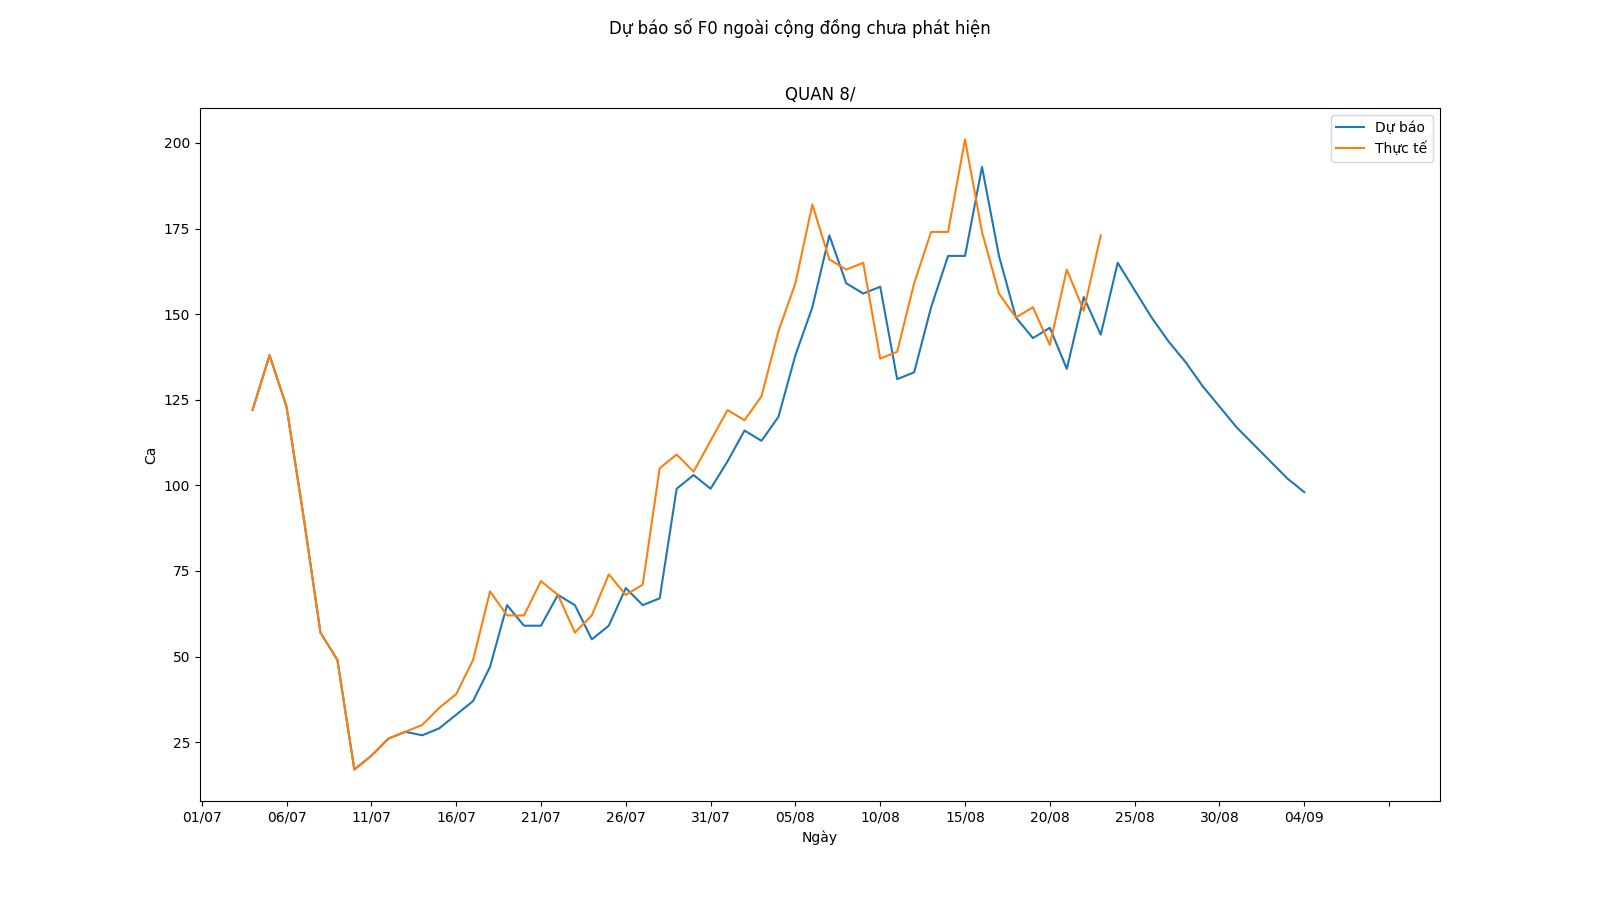 Dự báo số F0 ngoài cộng đồng chưa phát hiện
QUAN 8/
Dự báo
Thực tế
200
175
150
125
100
75
50
25
Ca
01/07 06/07 11/07 16/07 21/07 26/07 31/07 05/08 10/08 15/08 20/08 25/08 30/08 04/09
Ngày